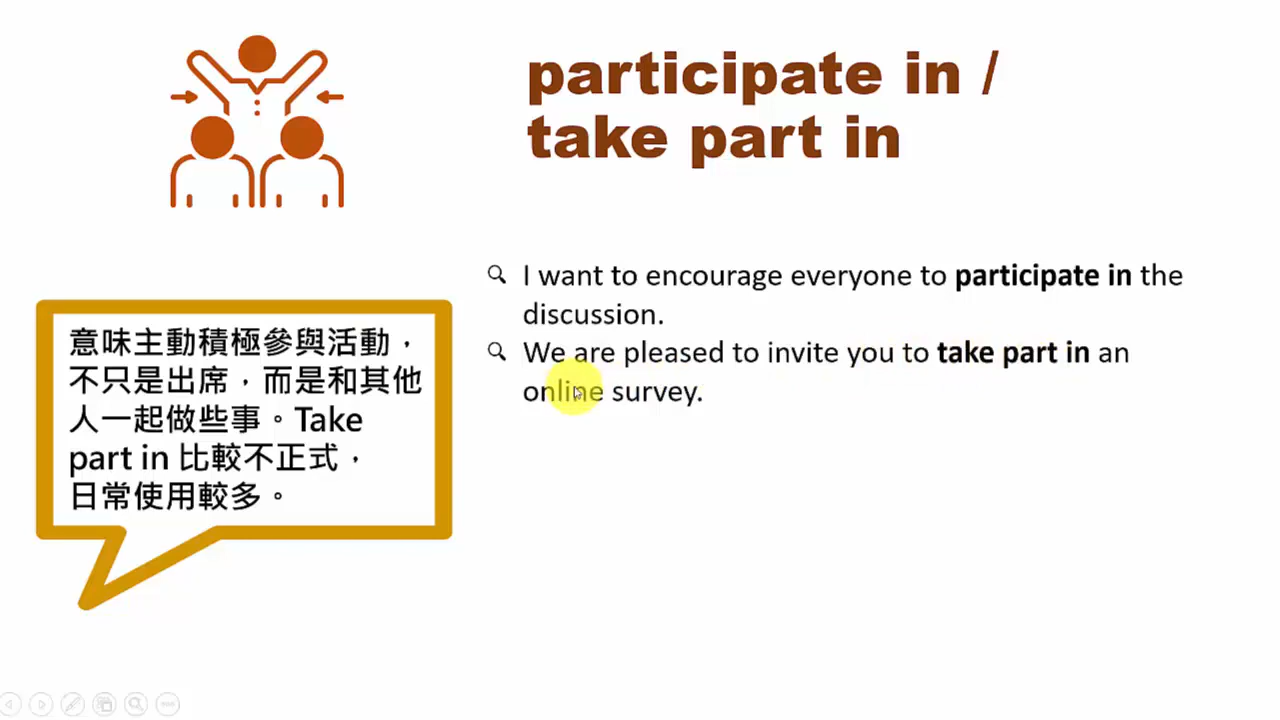 participate in /
take part in
I want to encourage everyone to participate in the
discussion.
We are pleased to invite you to take part in an
online survey.
意味主動積極參與活動，
不只是出席，而是和其他
人一起做些事。Take
part in 比較不正式，
日常使用較多。